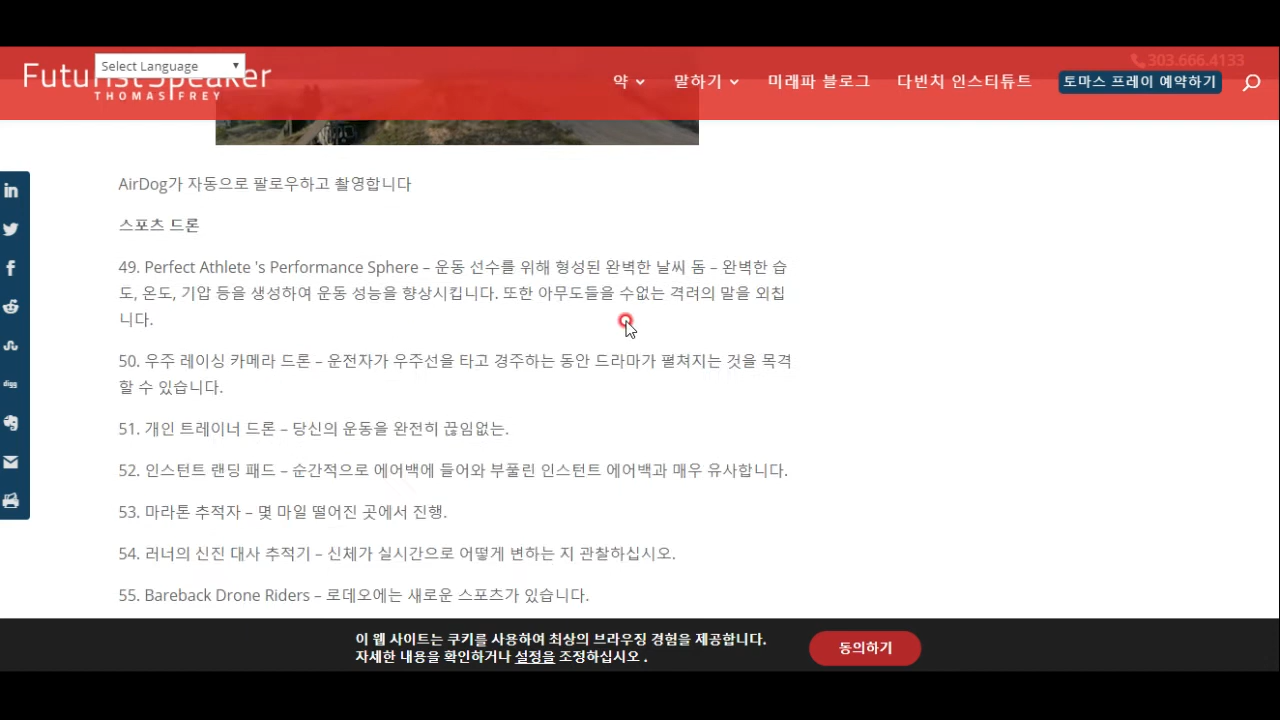 Select Language
Futurist Speaker
THOMAS FREY
303.666.4133
약
말하기
미래파 블로그
다빈치 인스티튜트
토마스 프레이 예약하기
AirDog가 자동으로 팔로우하고 촬영합니다
스포츠 드론
49. Perfect Athlete 's Performance Sphere – 운동 선수를 위해 형성된 완벽한 날씨 돔 – 완벽한 습
도, 온도, 기압 등을 생성하여 운동 성능을 향상시킵니다. 또한 아무도들을 수없는 격려의 말을 외칩
니다.
50. 우주 레이싱 카메라 드론 – 운전자가 우주선을 타고 경주하는 동안 드라마가 펼쳐지는 것을 목격
할 수 있습니다.
51. 개인 트레이너 드론 – 당신의 운동을 완전히 끊임없는.
52. 인스턴트 랜딩 패드 – 순간적으로 에어백에 들어와 부풀린 인스턴트 에어백과 매우 유사합니다.
53. 마라톤 추적자 – 몇 마일 떨어진 곳에서 진행.
54. 러너의 신진 대사 추적기 – 신체가 실시간으로 어떻게 변하는 지 관찰하십시오.
55. Bareback Drone Riders – 로데오에는 새로운 스포츠가 있습니다.
이 웹 사이트는 쿠키를 사용하여 최상의 브라우징 경험을 제공합니다.
자세한 내용을 확인하거나 설정을 조정하십시오 .
동의하기
in
digg